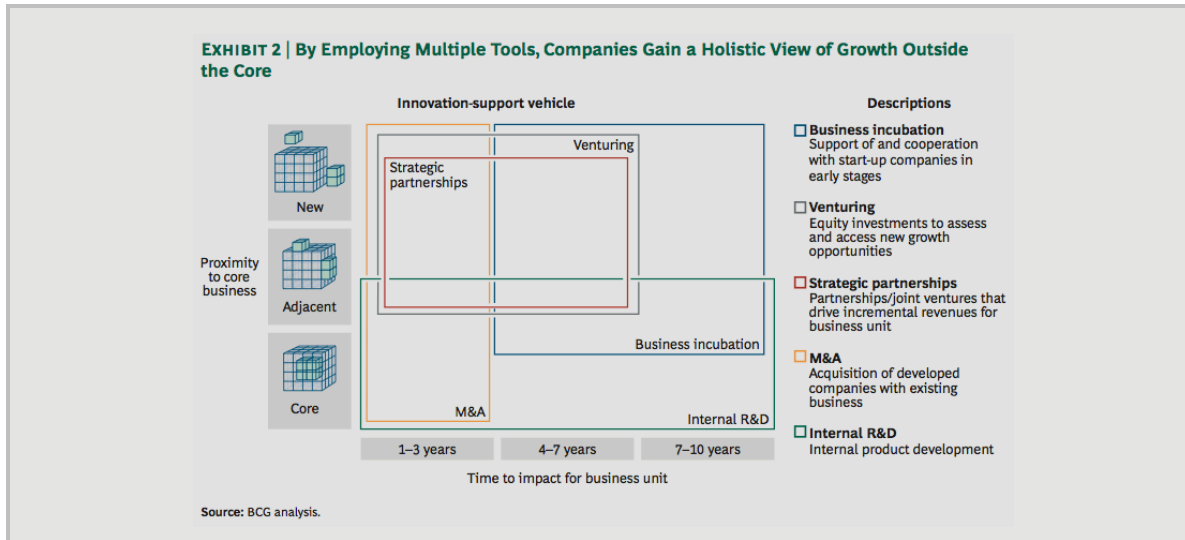 EXHIBIT 2 | By Employing Multiple Tools, Companies Gain a Holistic View of Growth Outside
the Core
Innovation-support vehicle
Descriptions
Proximity
to core
business
New
Adjacent
Core
Venturing
Strategic
partnerships
Business incubation
M&A
Internal R&D
1–3 years
4–7 years
7–10 years
Time to impact for business unit
Business incubation
Support of and cooperation
with start-up companies in
early stages
Venturing
Equity investments to assess
and access new growth
opportunities
Strategic partnerships
Partnerships/joint ventures that
drive incremental revenues for
business unit
M&A
Acquisition of developed
companies with existing
business
Internal R&D
Internal product development
Source: BCG analysis.